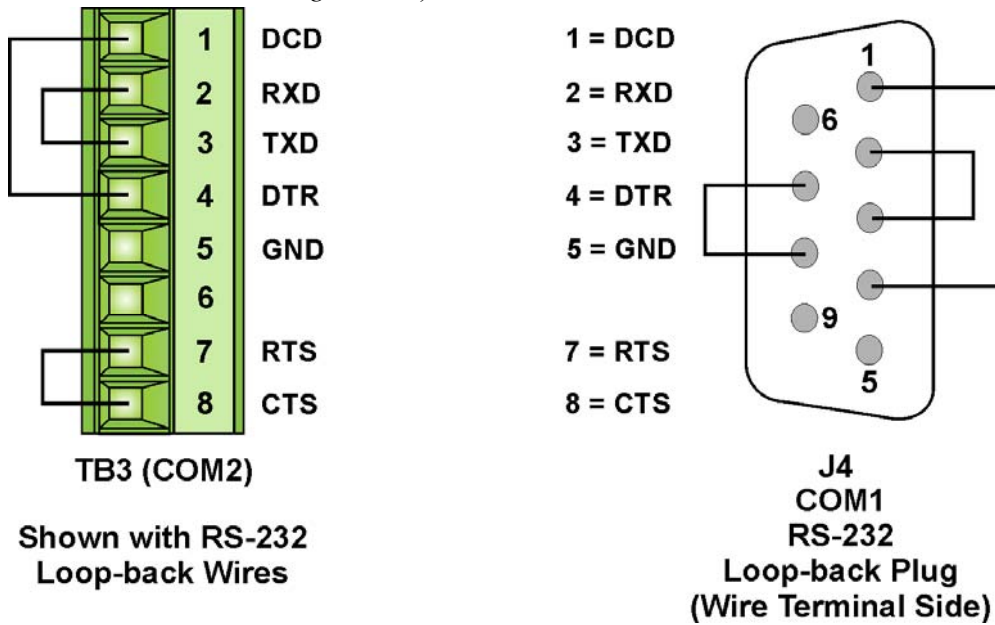 1 DCD
2 RXD
3 TXD
4 DTR
5 GND
6
7 RTS
8 CTS
TB3 (COM2)
Shown with RS-232
Loop-back Wires
1 = DCD
2 = RXD
3 = TXD
4 = DTR
5 = GND
7 = RTS
8 = CTS
1
6
9
5
J4
COM1
RS-232
Loop-back Plug
(Wire Terminal Side)